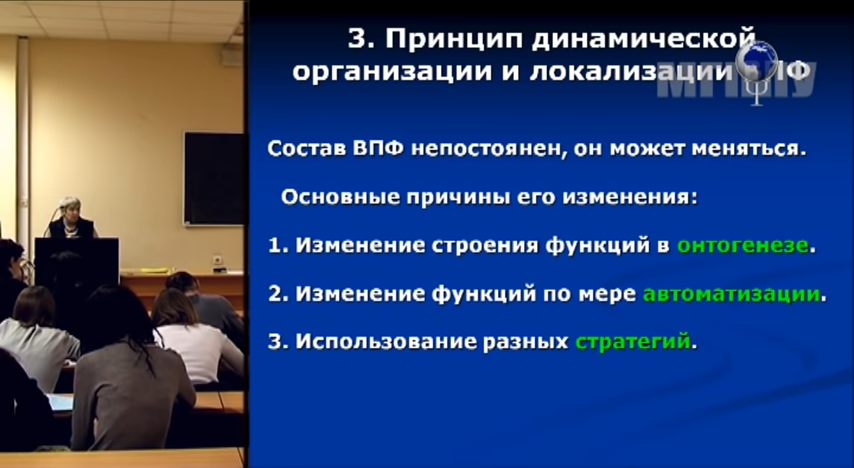 3. Принцип динамической
организации и локализации ВПФ
МГППУ
Состав ВПФ непостоянен, он может меняться.
Основные причины его изменения:
1. Изменение строения функций в онтогенезе.
2. Изменение функций по мере автоматизации.
3. Использование разных стратегий.